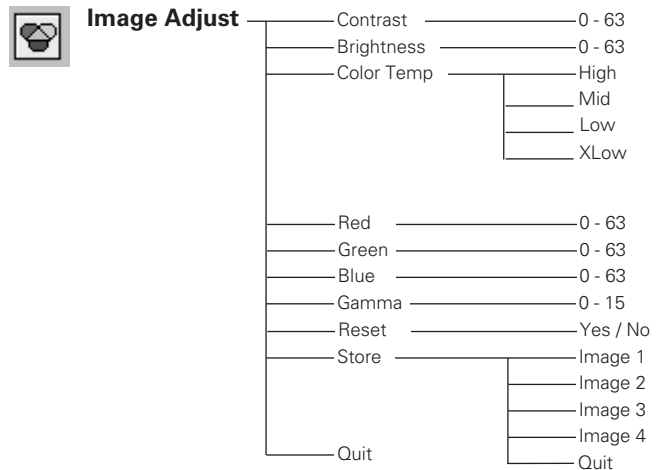 Image Adjust Contrast 0 - 63
Brightness 0 - 63
Color Temp High
Mid
Low
XLow
Red 0 - 63
Green 0 - 63
Blue 0 - 63
Gamma 0 - 15
Reset Yes / No
Store Image 1
Image 2
Image 3
Image 4
Quit Quit